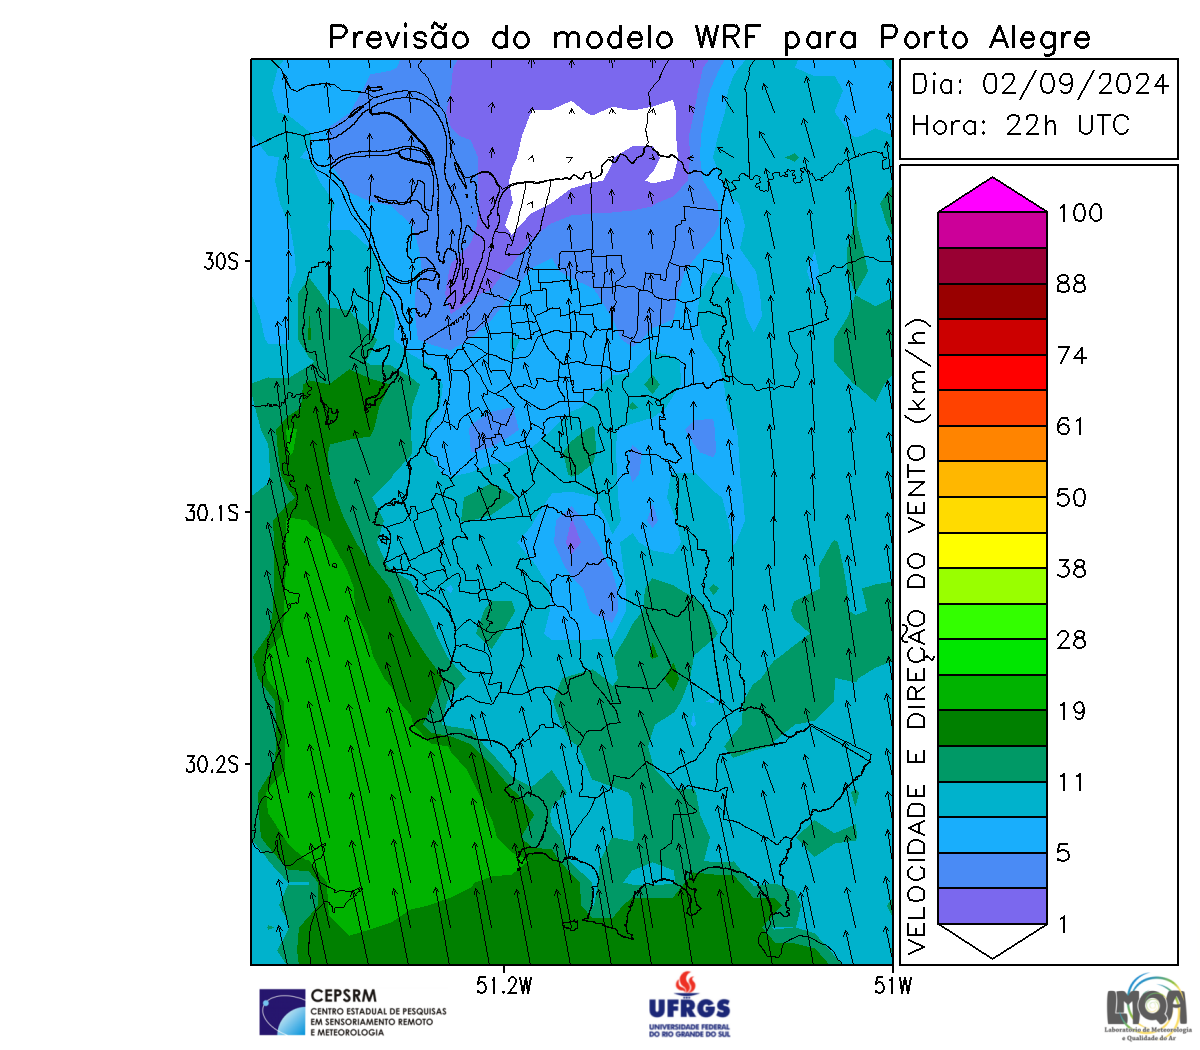 Previsão do modelo WRF para Porto Alegre
Dia: 02/09/2024
Hora: 22h UTC
30S
30.1S
30.2S
51.2W
51W
VELOCIDADE E DIREÇÃO DO VENTO (km/h)
100
88
74
61
50
38
28
19
11
5
1
CEPSRM
CENTRO ESTADUAL DE PESQUISAS
EM SENSORIAMENTO REMOTO
E METEOROLOGIA
UFRGS
UNIVERSIDADE FEDERAL
DO RIO GRANDE DO SUL
LMQA
Laboratório de Meteorologia
e Qualidade do Ar